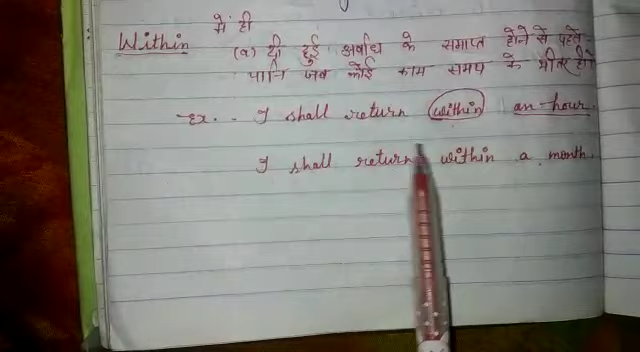 में ही
Within (a) दी हुई अवधि के समाप्त होने से पहले
यानि जब कोई काम समय के भीतर होने
Ex. - I shall return within an hour.
I shall return within a month.